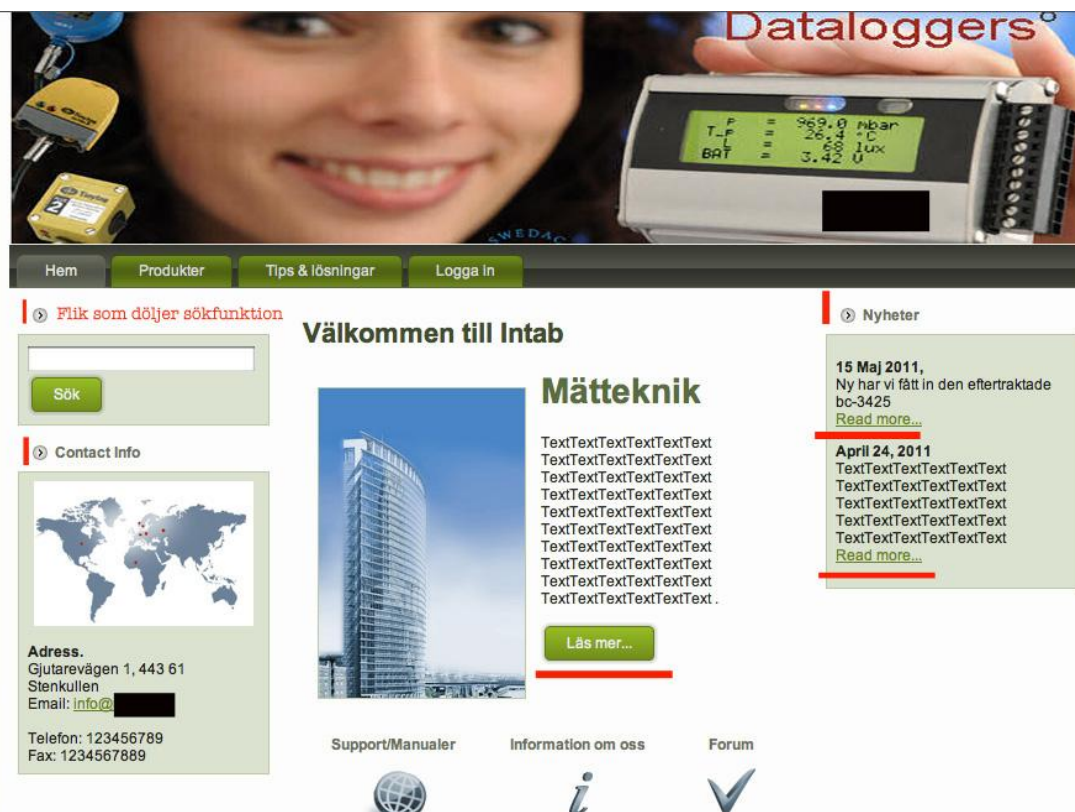 Dataloggers°
P = 969.0 mbar
T_P = 26.4 °C
L = 68 lux
BAT = 3.42 V
Tinytag
2
SWEDAC
Hem
Produkter
Tips & lösningar
Logga in
Flik som döljer sökfunktion
Sök
Contact Info
Adress.
Gjutarevägen 1, 443 61
Stenkullen
Email: info@
Telefon: 123456789
Fax: 1234567889
Välkommen till Intab
Mätteknik
TextTextTextTextTextText
TextTextTextTextTextText
TextTextTextTextTextText
TextTextTextTextTextText
TextTextTextTextTextText
TextTextTextTextTextText
TextTextTextTextTextText
TextTextTextTextTextText
TextTextTextTextTextText
TextTextTextTextTextText .
Läs mer...
Support/Manualer
Information om oss
Forum
Nyheter
15 Maj 2011,
Ny har vi fått in den eftertraktade
bc-3425
Read more...
April 24, 2011
TextTextTextTextTextText
TextTextTextTextTextText
TextTextTextTextTextText
TextTextTextTextTextText
TextTextTextTextTextText
Read more...